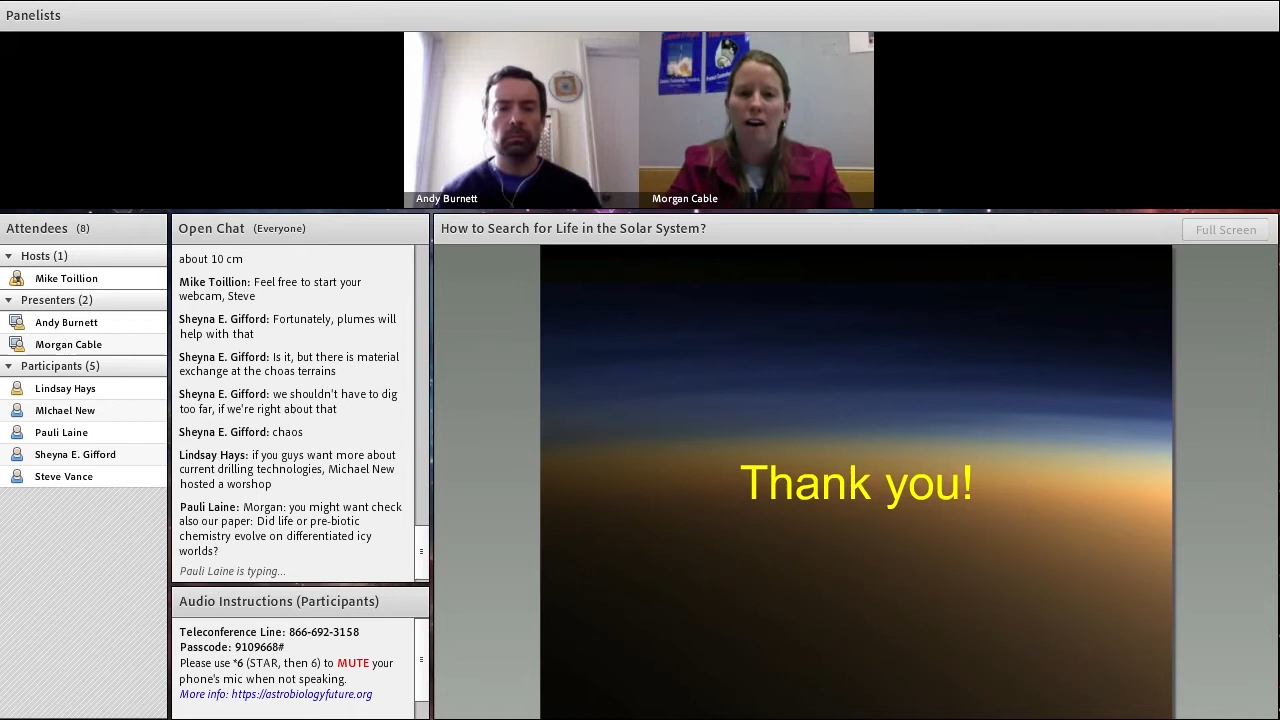 Panelists
Andy Burnett
Morgan Cable
Attendees (8)
Hosts (1)
Mike Toillion
Presenters (2)
Andy Burnett
Morgan Cable
Participants (5)
Lindsay Hays
MIchael New
Pauli Laine
Sheyna E. Gifford
Steve Vance
Open Chat (Everyone)
about 10 cm
Mike Toillion: Feel free to start your
webcam, Steve
Sheyna E. Gifford: Fortunately, plumes will
help with that
Sheyna E. Gifford: Is it, but there is material
exchange at the choas terrains
Sheyna E. Gifford: we shouldn't have to dig
too far, if we're right about that
Sheyna E. Gifford: chaos
Lindsay Hays: if you guys want more about
current drilling technologies, Michael New
hosted a worshop
Pauli Laine: Morgan: you might want check
also our paper: Did life or pre-biotic
chemistry evolve on differentiated icy
worlds?
Pauli Laine is typing...
Audio Instructions (Participants)
Teleconference Line: 866-692-3158
Passcode: 9109668#
Please use *6 (STAR, then 6) to MUTE your
phone's mic when not speaking.
More info: https://astrobiologyfuture.org
How to Search for Life in the Solar System?
Full Screen
Thank you!